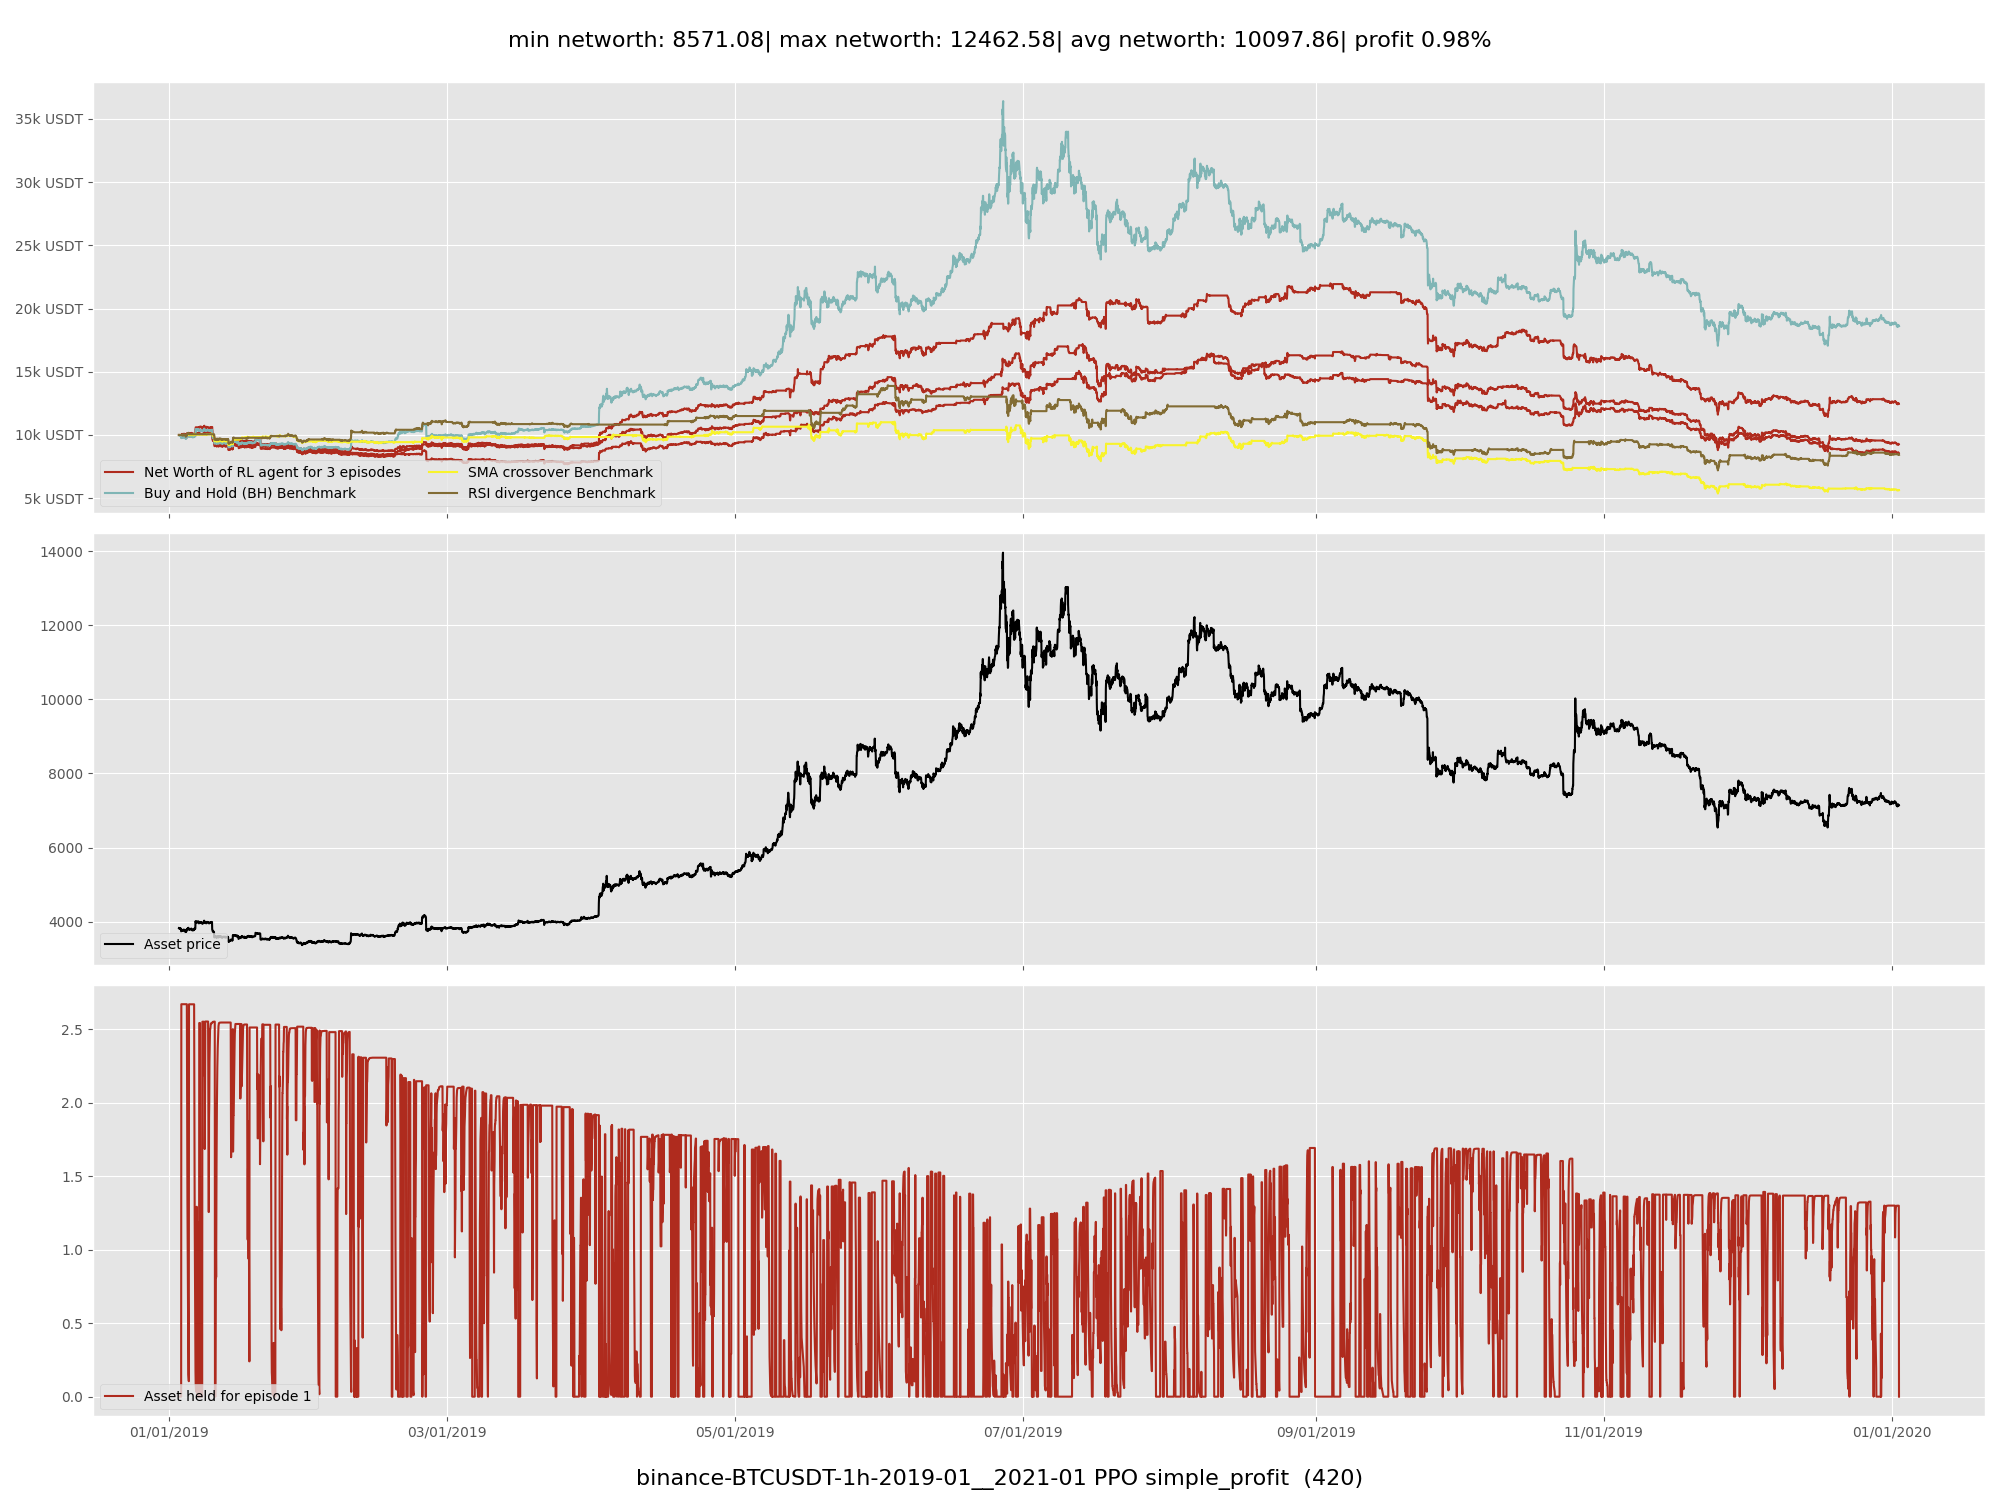 min networth: 8571.08| max networth: 12462.58| avg networth: 10097.86| profit 0.98%
35k USDT
30k USDT
25k USDT
20k USDT
15k USDT
10k USDT
5k USDT
Net Worth of RL agent for 3 episodes
Buy and Hold (BH) Benchmark
SMA crossover Benchmark
RSI divergence Benchmark
14000
12000
10000
8000
6000
4000
Asset price
2.5
2.0
1.5
1.0
0.5
0.0
Asset held for episode 1
01/01/2019 03/01/2019 05/01/2019 07/01/2019 09/01/2019 11/01/2019 01/01/2020
binance-BTCUSDT-1h-2019-01__2021-01 PPO simple_profit (420)